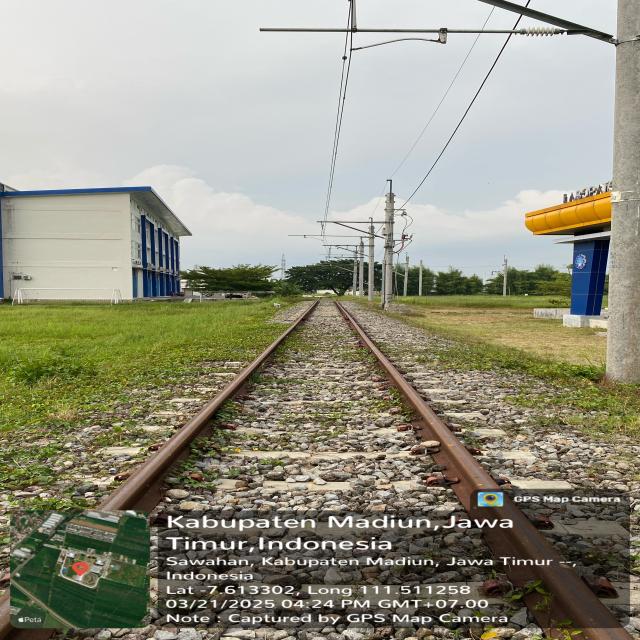 GPS Map Camera
Kabupaten Madiun,Jawa
Timur,Indonesia
Sawahan, Kabupaten Madiun, Jawa Timur --,
Indonesia
Lat -7.613302, Long 111.511258
03/21/2025 04:24 PM GMT+07.00
Note : Captured by GPS Map Camera
Peta